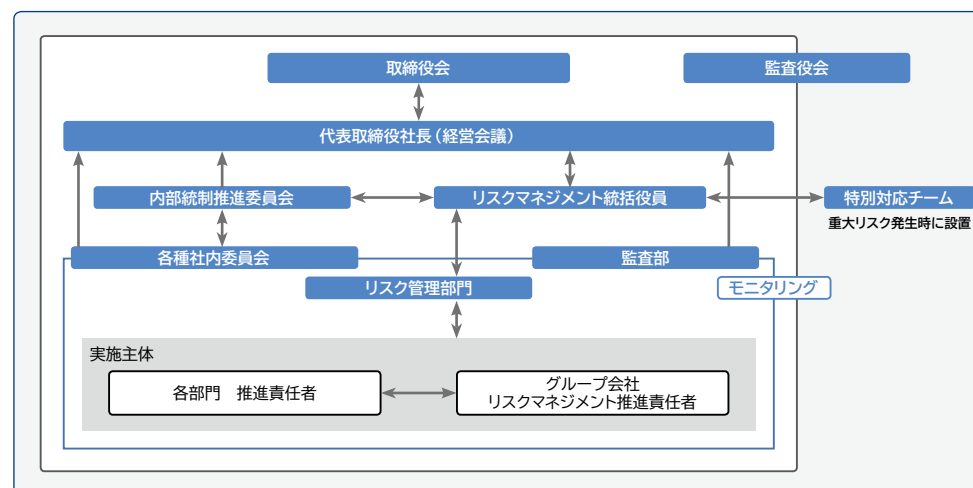 取締役会
監査役会
代表取締役社長（経営会議）
内部統制推進委員会
リスクマネジメント統括役員
特別対応チーム
重大リスク発生時に設置
各種社内委員会
監査部
リスク管理部門
モニタリング
実施主体
各部門　推進責任者
グループ会社
リスクマネジメント推進責任者